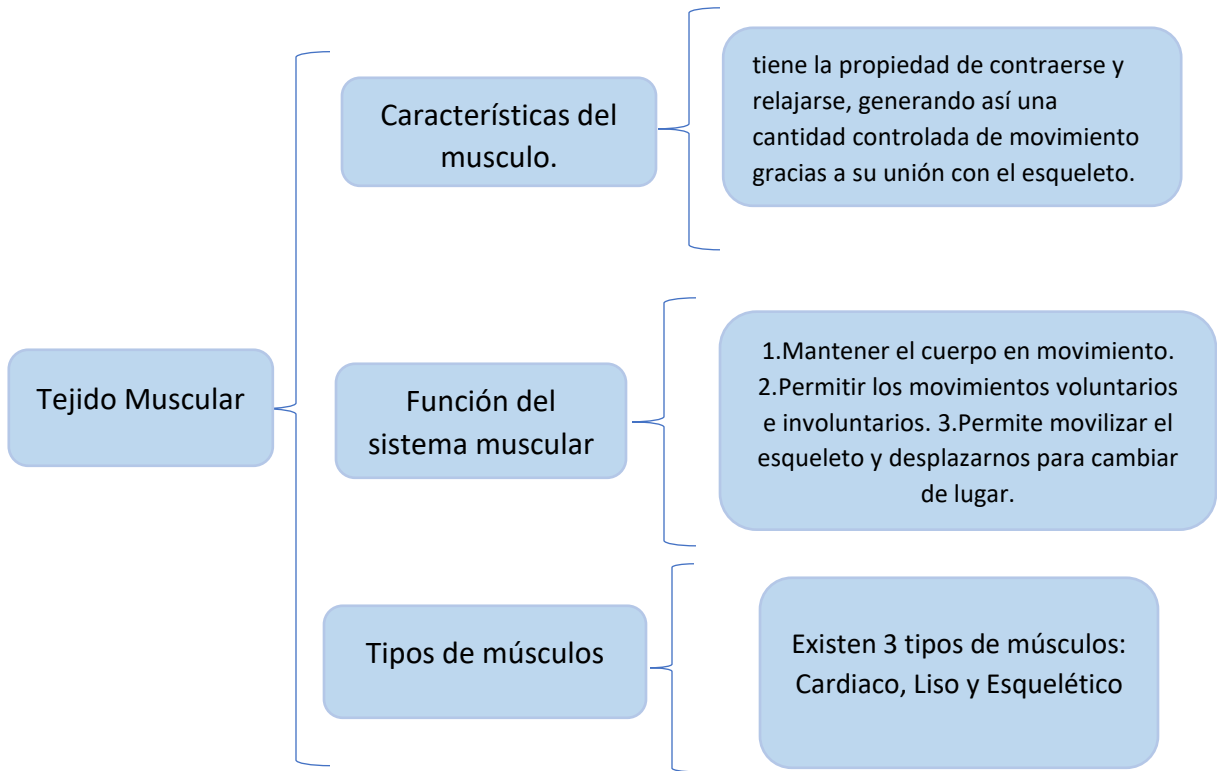 Tejido Muscular
Características del
musculo.
tiene la propiedad de contraerse y
relajarse, generando así una
cantidad controlada de movimiento
gracias a su unión con el esqueleto.
Función del
sistema muscular
1.Mantener el cuerpo en movimiento.
2.Permitir los movimientos voluntarios
e involuntarios. 3.Permite movilizar el
esqueleto y desplazarnos para cambiar
de lugar.
Tipos de músculos
Existen 3 tipos de músculos:
Cardiaco, Liso y Esquelético